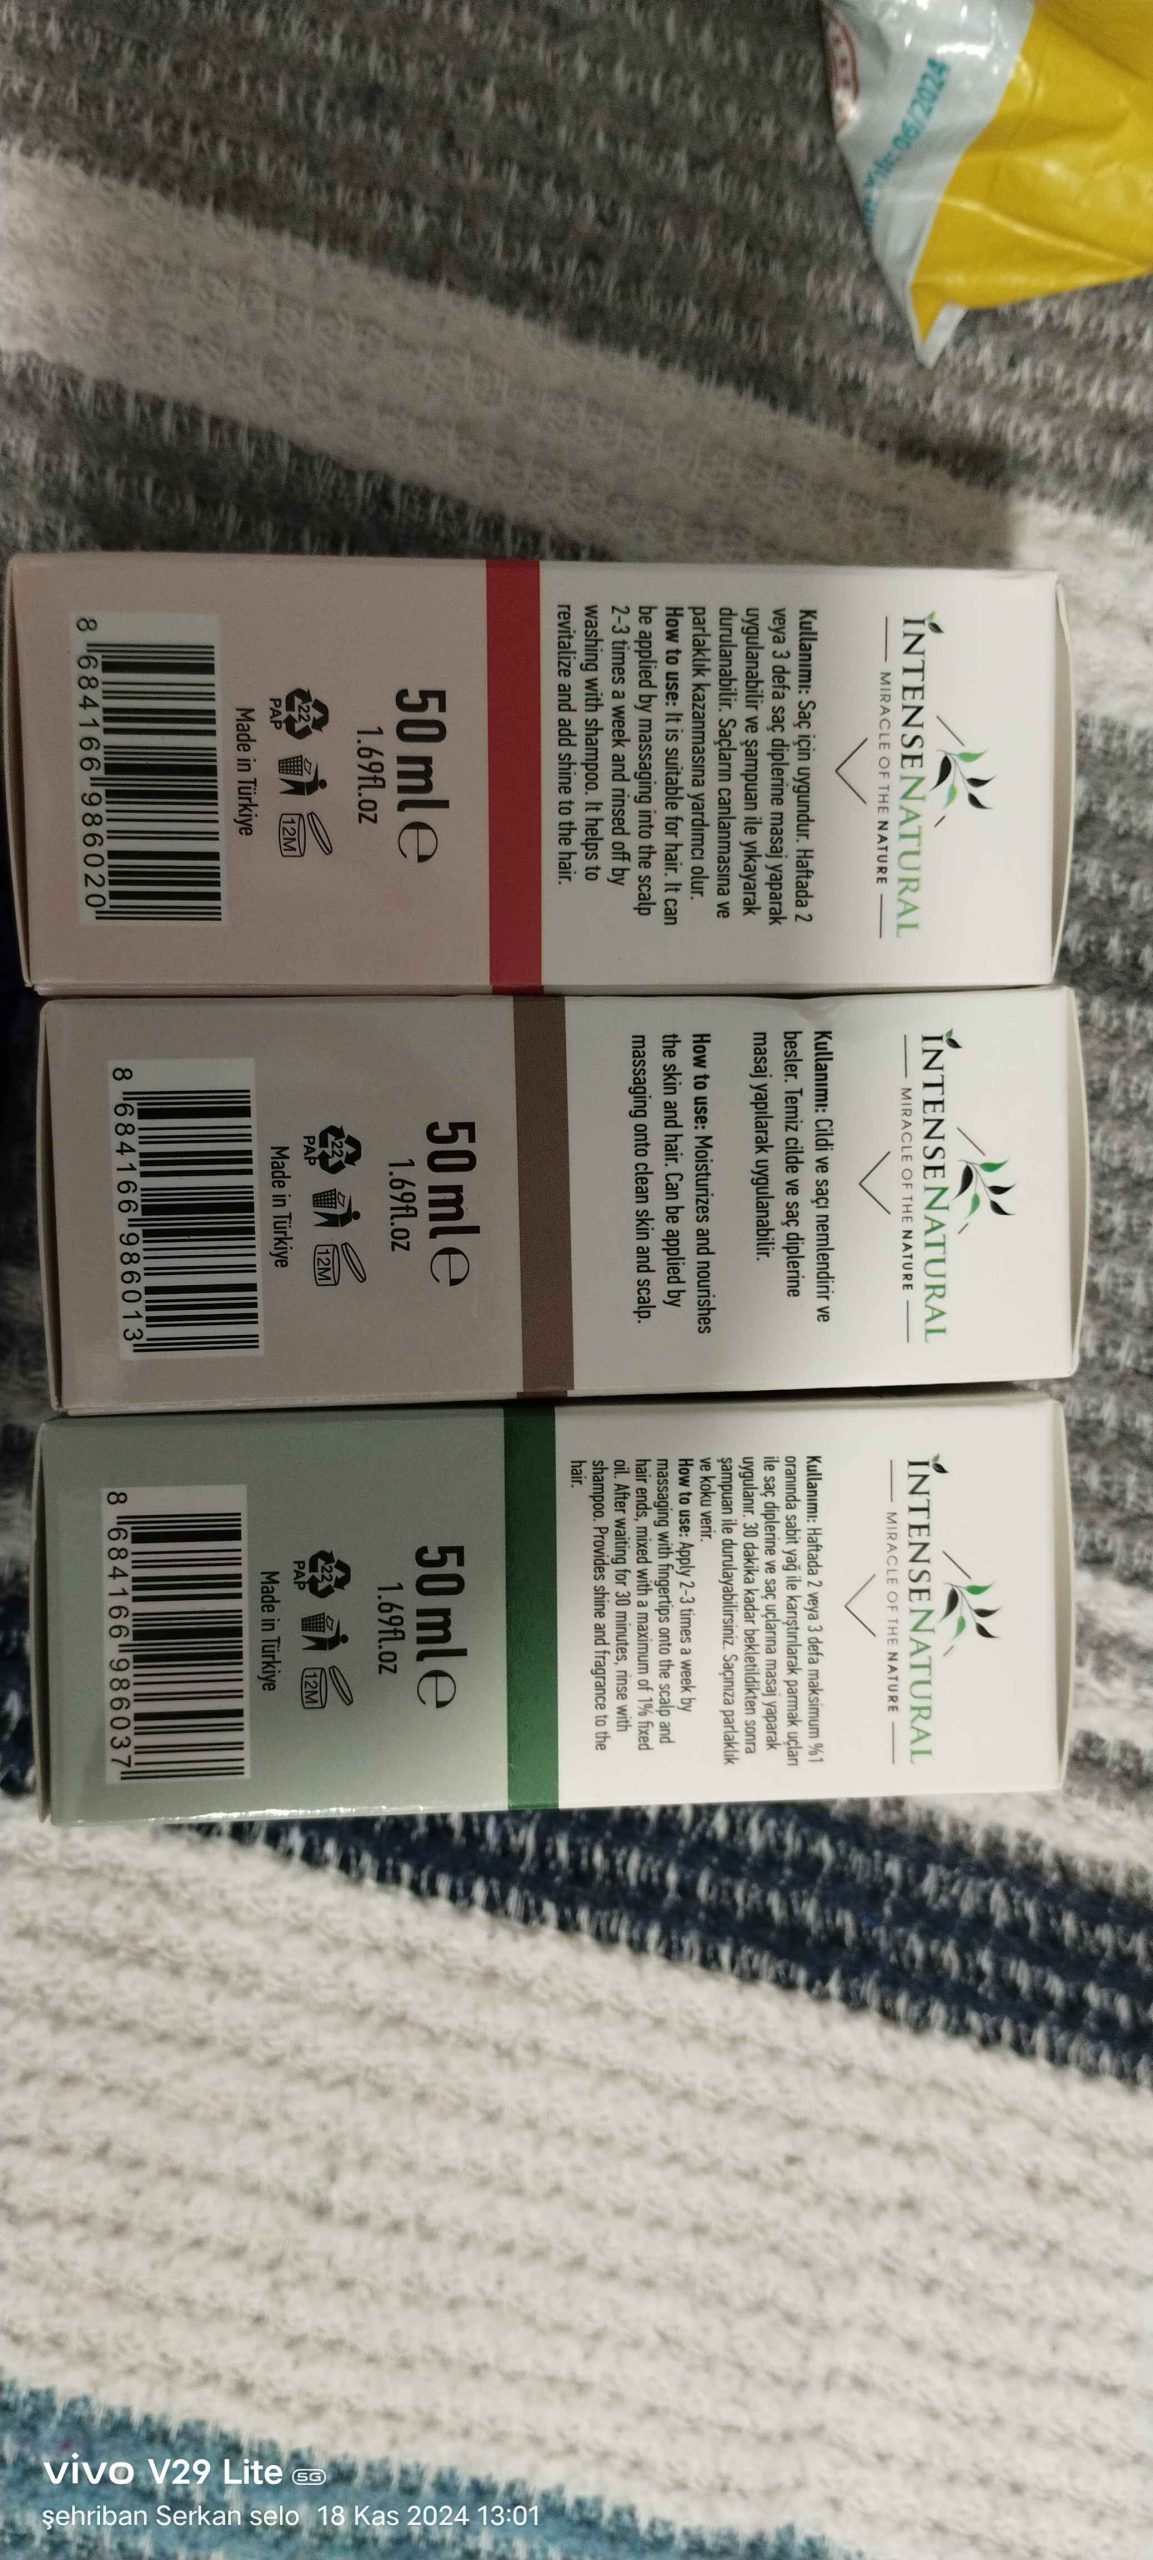 INTENSENATURAL
MIRACLE OF THE NATURE
Kullanımı: Saç için uygundur. Haftada 2
veya 3 defa saç diplerine masaj yaparak
uygulanabilir ve şampuan ile yıkayarak
durulanabilir. Saçların canlanmasına ve
parlaklık kazanmasına yardımcı olur.
How to use: It is suitable for hair. It can
be applied by massaging into the scalp
2-3 times a week and rinsed off by
washing with shampoo. It helps to
revitalize and add shine to the hair.
50 ml e
1.69fl.oz
22
PAP
12M
Made in Türkiye
8 684166 986020
INTENSENATURAL
MIRACLE OF THE NATURE
Kullanımı: Cildi ve saçı nemlendirir ve
besler. Temiz cilde ve saç diplerine
masaj yapılarak uygulanabilir.
How to use: Moisturizes and nourishes
the skin and hair. Can be applied by
massaging onto clean skin and scalp.
50 ml e
1.69fl.oz
22
PAP
12M
Made in Türkiye
8 684166 986013
INTENSENATURAL
MIRACLE OF THE NATURE
Kullanımı: Haftada 2 veya 3 defa maksimum %1
oranında sabit yağ ile karıştırılarak parmak uçları
ile saç diplerine ve saç uçlarına masaj yaparak
uygulanır. 30 dakika kadar bekletildikten sonra
şampuan ile durulayabilirsiniz. Saçınıza parlaklık
ve koku verir.
How to use: Apply 2-3 times a week by
massaging with fingertips onto the scalp and
hair ends, mixed with a maximum of 1% fixed
oil. After waiting for 30 minutes, rinse with
shampoo. Provides shine and fragrance to the
hair.
50 ml e
1.69fl.oz
22
PAP
12M
Made in Türkiye
8 684166 986037
vivo V29 Lite 5G
şehriban Serkan selo 18 Kas 2024 13:01